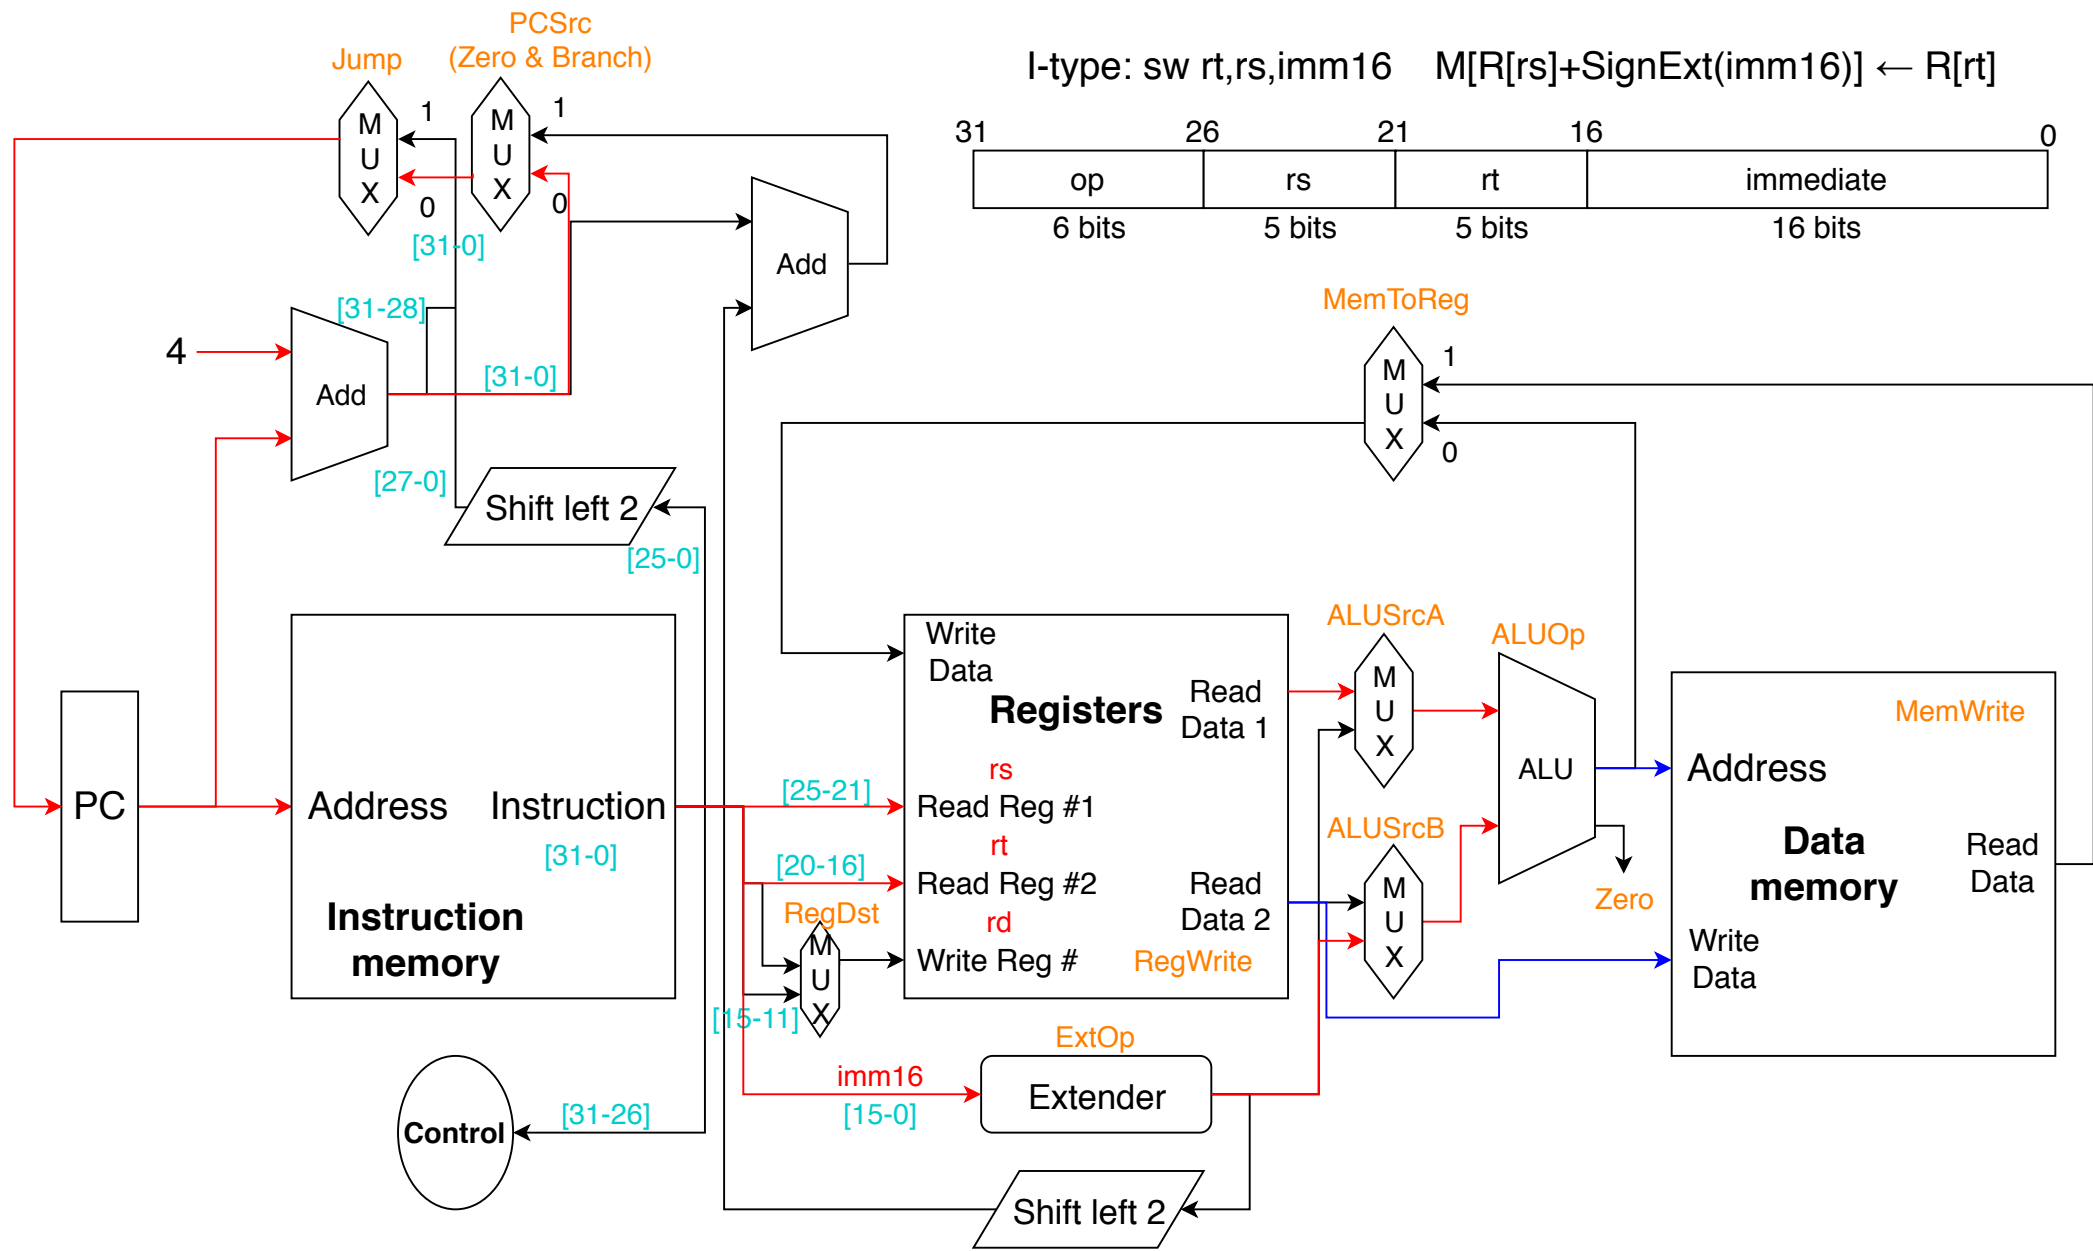 PCSrc
(Zero & Branch)
Jump
I-type: sw rt,rs,imm16 M[R[rs]+SignExt(imm16)] ← R[rt]
31 26 21 16 0
op rs rt immediate
6 bits 5 bits 5 bits 16 bits
M
U
X
1
0
M
U
X
1
0
[31-0]
Add
[31-28]
4
Add
[31-0]
[27-0]
Shift left 2
[25-0]
MemToReg
M
U
X
1
0
PC
Address
Instruction
[31-0]
Instruction
memory
Control
[31-26]
[25-21]
[20-16]
RegDst
M
U
X
[15-11]
imm16
[15-0]
Write
Data
Registers
Read
Data 1
rs
Read Reg #1
rt
Read Reg #2
rd
Write Reg #
Read
Data 2
RegWrite
ExtOp
Extender
Shift left 2
ALUSrcA
M
U
X
ALUSrcB
M
U
X
ALUOp
ALU
Zero
MemWrite
Address
Data
memory
Read
Data
Write
Data